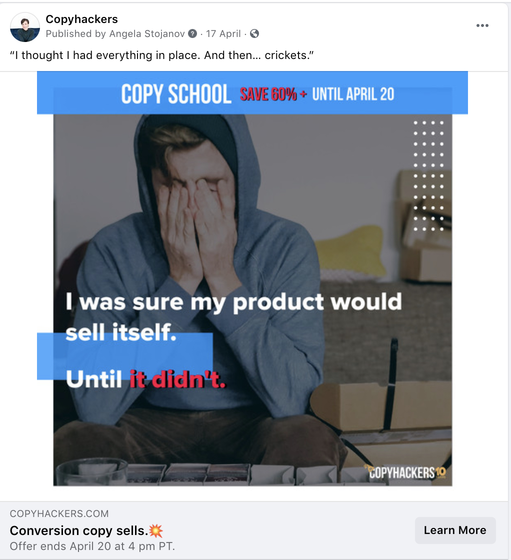 Copyhackers
Published by Angela Stojanov · 17 April ·
“I thought I had everything in place. And then... crickets.”
COPY SCHOOL SAVE 60% + UNTIL APRIL 20
I was sure my product would
sell itself.
Until it didn't.
COPYHACKERS10
COPYHACKERS.COM
Conversion copy sells.💥
Offer ends April 20 at 4 pm PT.
Learn More